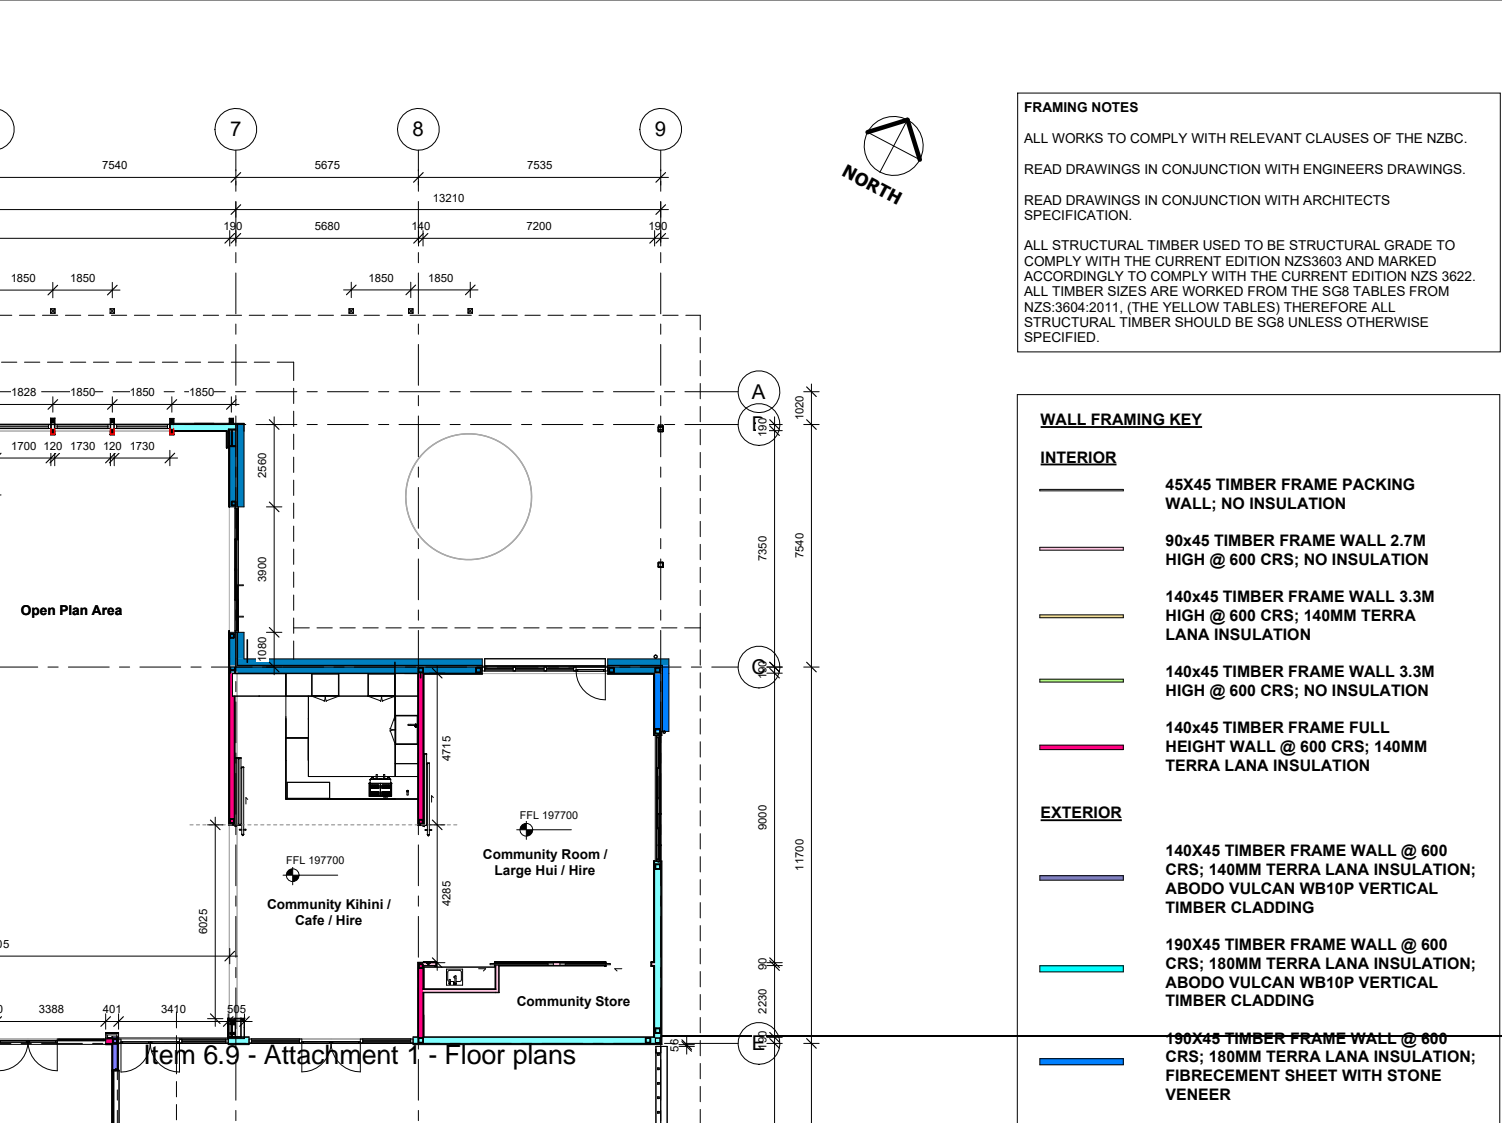 7
8
9
7540
5675
7535
13210
190
5680
140
7200
190
1850
1850
1850
1850
1828
1850
1850
1850
1700
120
1730
120
1730
NORTH
A
1020
190
2560
3900
1080
7350
7540
Open Plan Area
4715
4285
9000
11700
FFL 197700
Community Room /
Large Hui / Hire
FFL 197700
Community Kihini /
Cafe / Hire
6025
05
3388
401
3410
505
90
2230
Community Store
56
Item 6.9 - Attachment 1 - Floor plans
FRAMING NOTES
ALL WORKS TO COMPLY WITH RELEVANT CLAUSES OF THE NZBC.
READ DRAWINGS IN CONJUNCTION WITH ENGINEERS DRAWINGS.
READ DRAWINGS IN CONJUNCTION WITH ARCHITECTS
SPECIFICATION.
ALL STRUCTURAL TIMBER USED TO BE STRUCTURAL GRADE TO
COMPLY WITH THE CURRENT EDITION NZS3603 AND MARKED
ACCORDINGLY TO COMPLY WITH THE CURRENT EDITION NZS 3622.
ALL TIMBER SIZES ARE WORKED FROM THE SG8 TABLES FROM
NZS:3604:2011, (THE YELLOW TABLES) THEREFORE ALL
STRUCTURAL TIMBER SHOULD BE SG8 UNLESS OTHERWISE
SPECIFIED.
WALL FRAMING KEY
INTERIOR
45X45 TIMBER FRAME PACKING
WALL; NO INSULATION
90x45 TIMBER FRAME WALL 2.7M
HIGH @ 600 CRS; NO INSULATION
140x45 TIMBER FRAME WALL 3.3M
HIGH @ 600 CRS; 140MM TERRA
LANA INSULATION
140x45 TIMBER FRAME WALL 3.3M
HIGH @ 600 CRS; NO INSULATION
140x45 TIMBER FRAME FULL
HEIGHT WALL @ 600 CRS; 140MM
TERRA LANA INSULATION
EXTERIOR
140X45 TIMBER FRAME WALL @ 600
CRS; 140MM TERRA LANA INSULATION;
ABODO VULCAN WB10P VERTICAL
TIMBER CLADDING
190X45 TIMBER FRAME WALL @ 600
CRS; 180MM TERRA LANA INSULATION;
ABODO VULCAN WB10P VERTICAL
TIMBER CLADDING
190X45 TIMBER FRAME WALL @ 600
CRS; 180MM TERRA LANA INSULATION;
FIBRECEMENT SHEET WITH STONE
VENEER